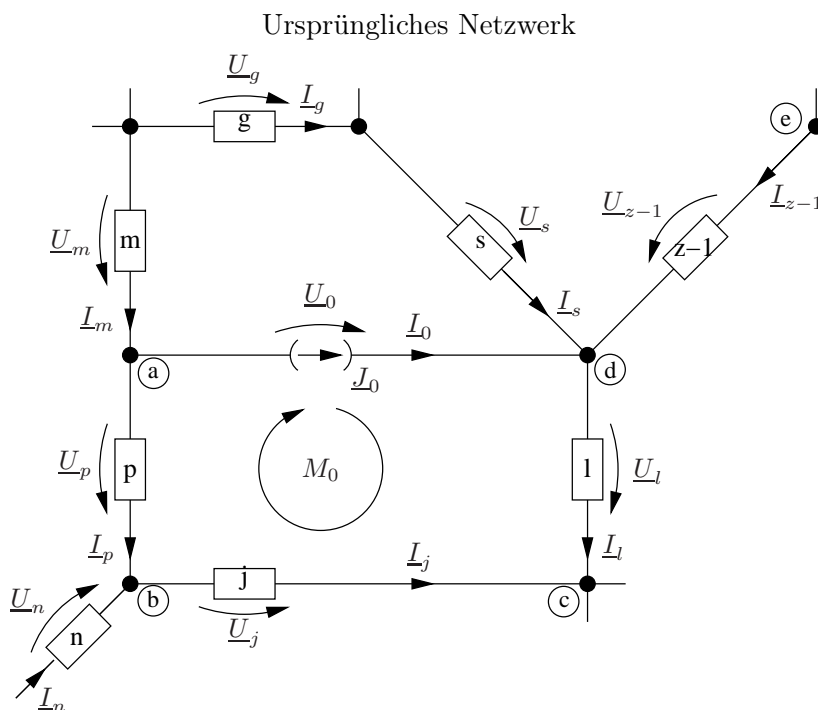 Ursprüngliches Netzwerk
U_g
I_g
g
e
U_s
U_{z−1}
I_{z−1}
U_m
m
s
z−1
I_m
U_0
I_0
I_s
a
J_0
d
U_p
p
M_0
l
U_l
I_p
I_j
I_l
U_n
b
j
c
n
U_j
I_n